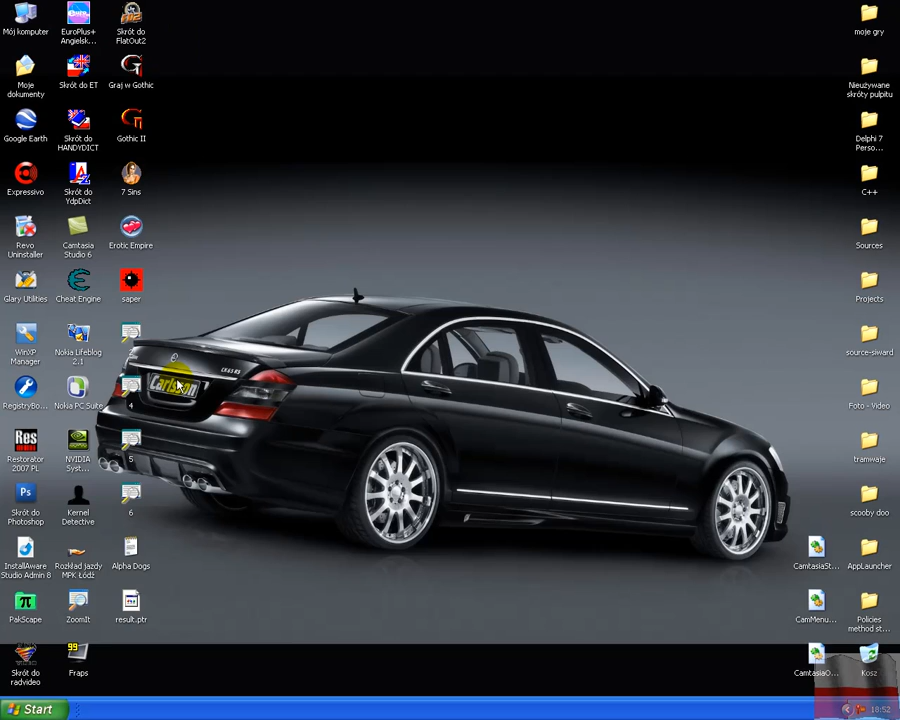 Mój komputer
EuroPlus+
Angielsk...
Skrót do
FlatOut2
Moje
dokumenty
Skrót do ET
Graj w Gothic
Google Earth
Skrót do
HANDYDICT
Gothic II
Expressivo
Skrót do
YdpDict
7 Sins
Revo
Uninstaller
Camtasia
Studio 6
Erotic Empire
Glary Utilities
Cheat Engine
saper
WinXP
Manager
Nokia Lifeblog
2.1
RegistryBo...
Nokia PC Suite
4
Restorator
2007 PL
NVIDIA
Syst...
5
Skrót do
Photoshop
Kernel
Detective
6
InstallAware
Studio Admin 8
Rozkład jazdy
MPK Łódź
Alpha Dogs
PakScape
ZoomIt
result.ptr
Skrót do
radvideo
99
Fraps
Carlsson
CK65 RS
moje gry
Nieużywane
skróty pulpitu
Delphi 7
Perso...
C++
Sources
Projects
source-siward
Foto - Video
tramwaje
scooby doo
CamtasiaSt...
AppLauncher
CamMenu...
Policies
method st...
CamtasiaO...
Kosz
Start
18:52